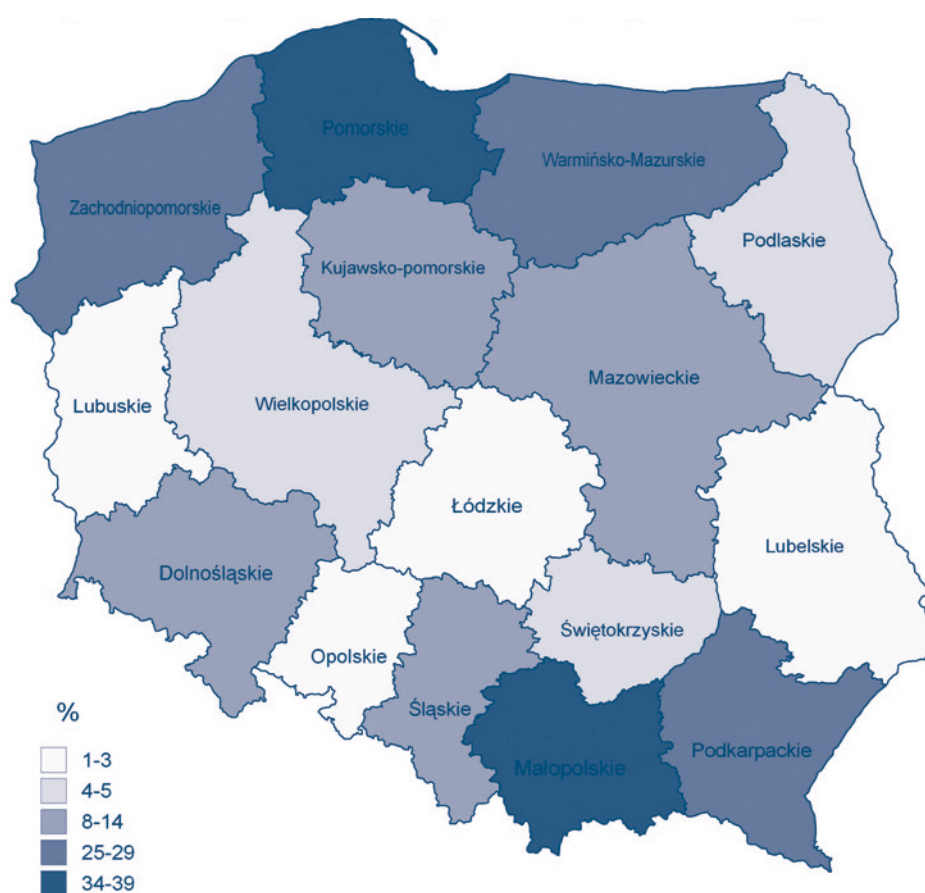 Pomorskie
Warmińsko-Mazurskie
Zachodniopomorskie
Podlaskie
Kujawsko-pomorskie
Mazowieckie
Lubuskie
Wielkopolskie
Łódzkie
Lubelskie
Dolnośląskie
Świętokrzyskie
Opolskie
Śląskie
Podkarpackie
Małopolskie
%
1-3
4-5
8-14
25-29
34-39